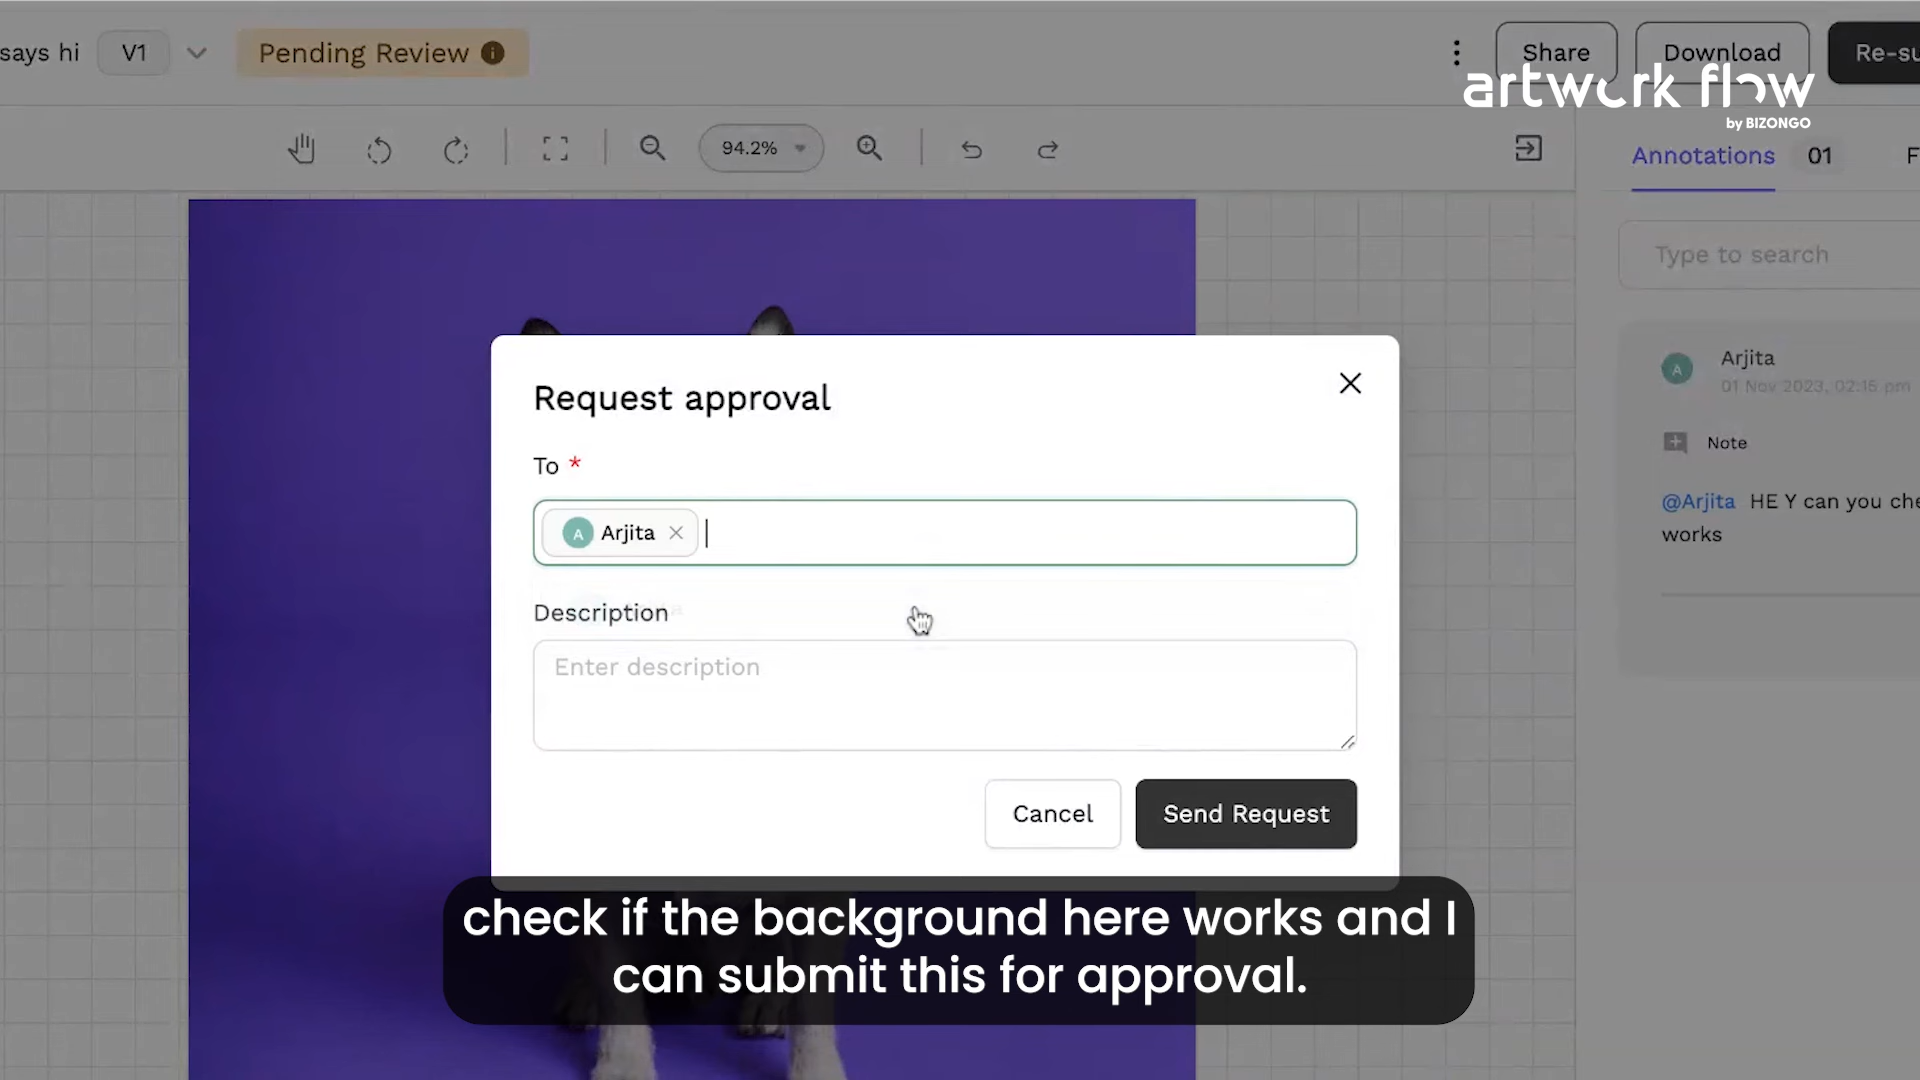 says hi V1 Pending Review
Share Download Re-su
artwork flow
by BIZONGO
94.2%
Annotations 01 F
Type to search
Arjita
01 Nov 2023, 02:15 pm
Note
@Arjita HE Y can you che
works
Request approval
To *
A Arjita
Description
Enter description
Cancel Send Request
check if the background here works and I
can submit this for approval.